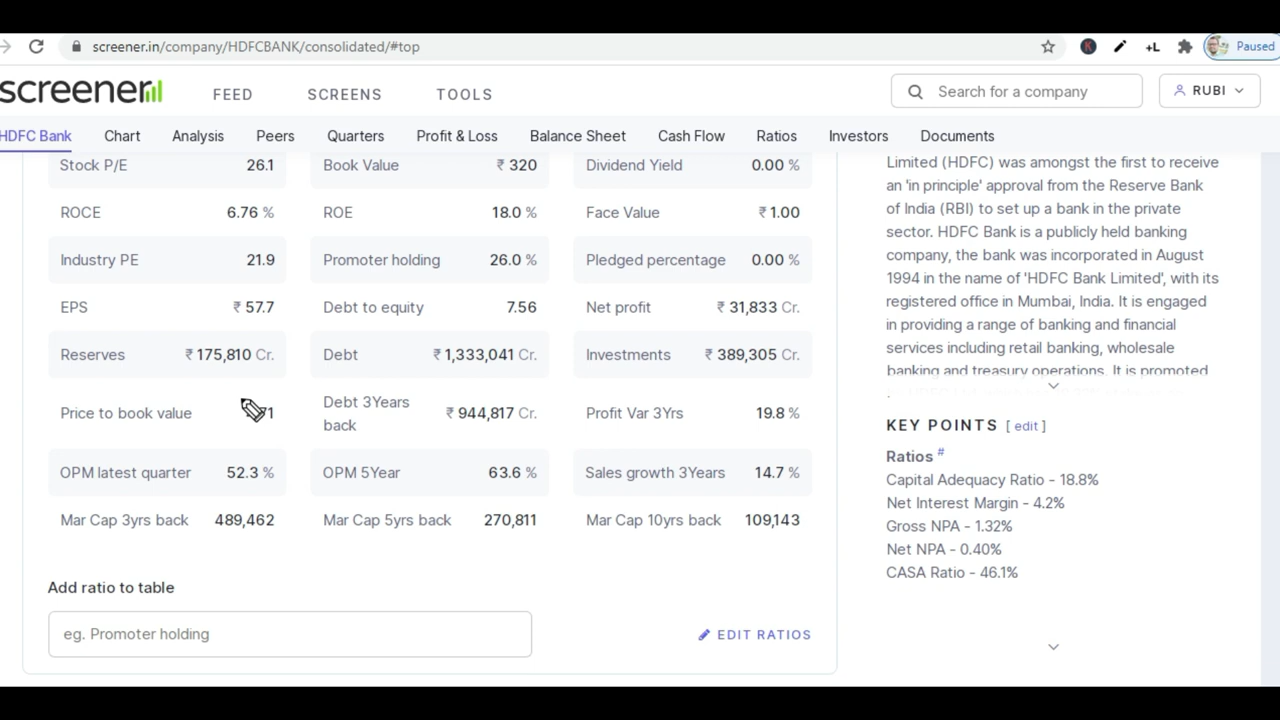 screener.in/company/HDFCBANK/consolidated/#top
K
+L
Paused
screener
FEED
SCREENS
TOOLS
Search for a company
RUBI
HDFC Bank
Chart
Analysis
Peers
Quarters
Profit & Loss
Balance Sheet
Cash Flow
Ratios
Investors
Documents
Stock P/E 26.1
Book Value ₹ 320
Dividend Yield 0.00 %
ROCE 6.76 %
ROE 18.0 %
Face Value ₹ 1.00
Industry PE 21.9
Promoter holding 26.0 %
Pledged percentage 0.00 %
EPS ₹ 57.7
Debt to equity 7.56
Net profit ₹ 31,833 Cr.
Reserves ₹ 175,810 Cr.
Debt ₹ 1,333,041 Cr.
Investments ₹ 389,305 Cr.
Price to book value
Debt 3Years
back
₹ 944,817 Cr.
Profit Var 3Yrs 19.8 %
OPM latest quarter 52.3 %
OPM 5Year 63.6 %
Sales growth 3Years 14.7 %
Mar Cap 3yrs back 489,462
Mar Cap 5yrs back 270,811
Mar Cap 10yrs back 109,143
Add ratio to table
eg. Promoter holding
EDIT RATIOS
Limited (HDFC) was amongst the first to receive
an 'in principle' approval from the Reserve Bank
of India (RBI) to set up a bank in the private
sector. HDFC Bank is a publicly held banking
company, the bank was incorporated in August
1994 in the name of 'HDFC Bank Limited', with its
registered office in Mumbai, India. It is engaged
in providing a range of banking and financial
services including retail banking, wholesale
banking and treasury operations. It is promoted
KEY POINTS [ edit ]
Ratios #
Capital Adequacy Ratio - 18.8%
Net Interest Margin - 4.2%
Gross NPA - 1.32%
Net NPA - 0.40%
CASA Ratio - 46.1%